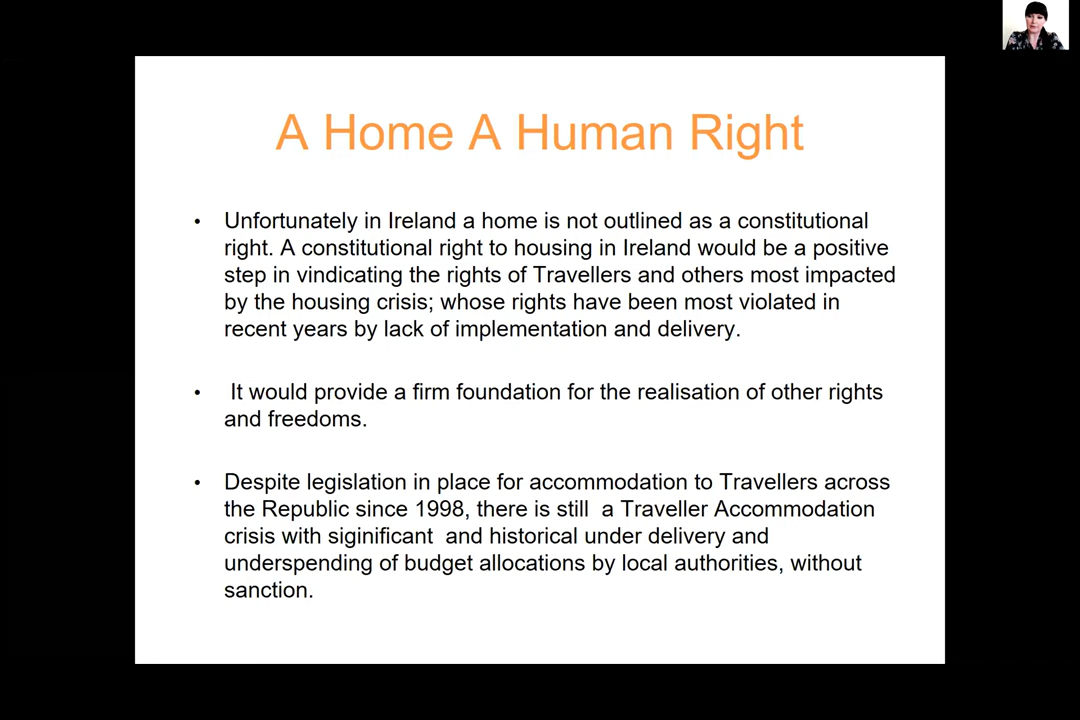 A Home A Human Right
• Unfortunately in Ireland a home is not outlined as a constitutional
right. A constitutional right to housing in Ireland would be a positive
step in vindicating the rights of Travellers and others most impacted
by the housing crisis; whose rights have been most violated in
recent years by lack of implementation and delivery.
• It would provide a firm foundation for the realisation of other rights
and freedoms.
• Despite legislation in place for accommodation to Travellers across
the Republic since 1998, there is still  a Traveller Accommodation
crisis with siginificant  and historical under delivery and
underspending of budget allocations by local authorities, without
sanction.